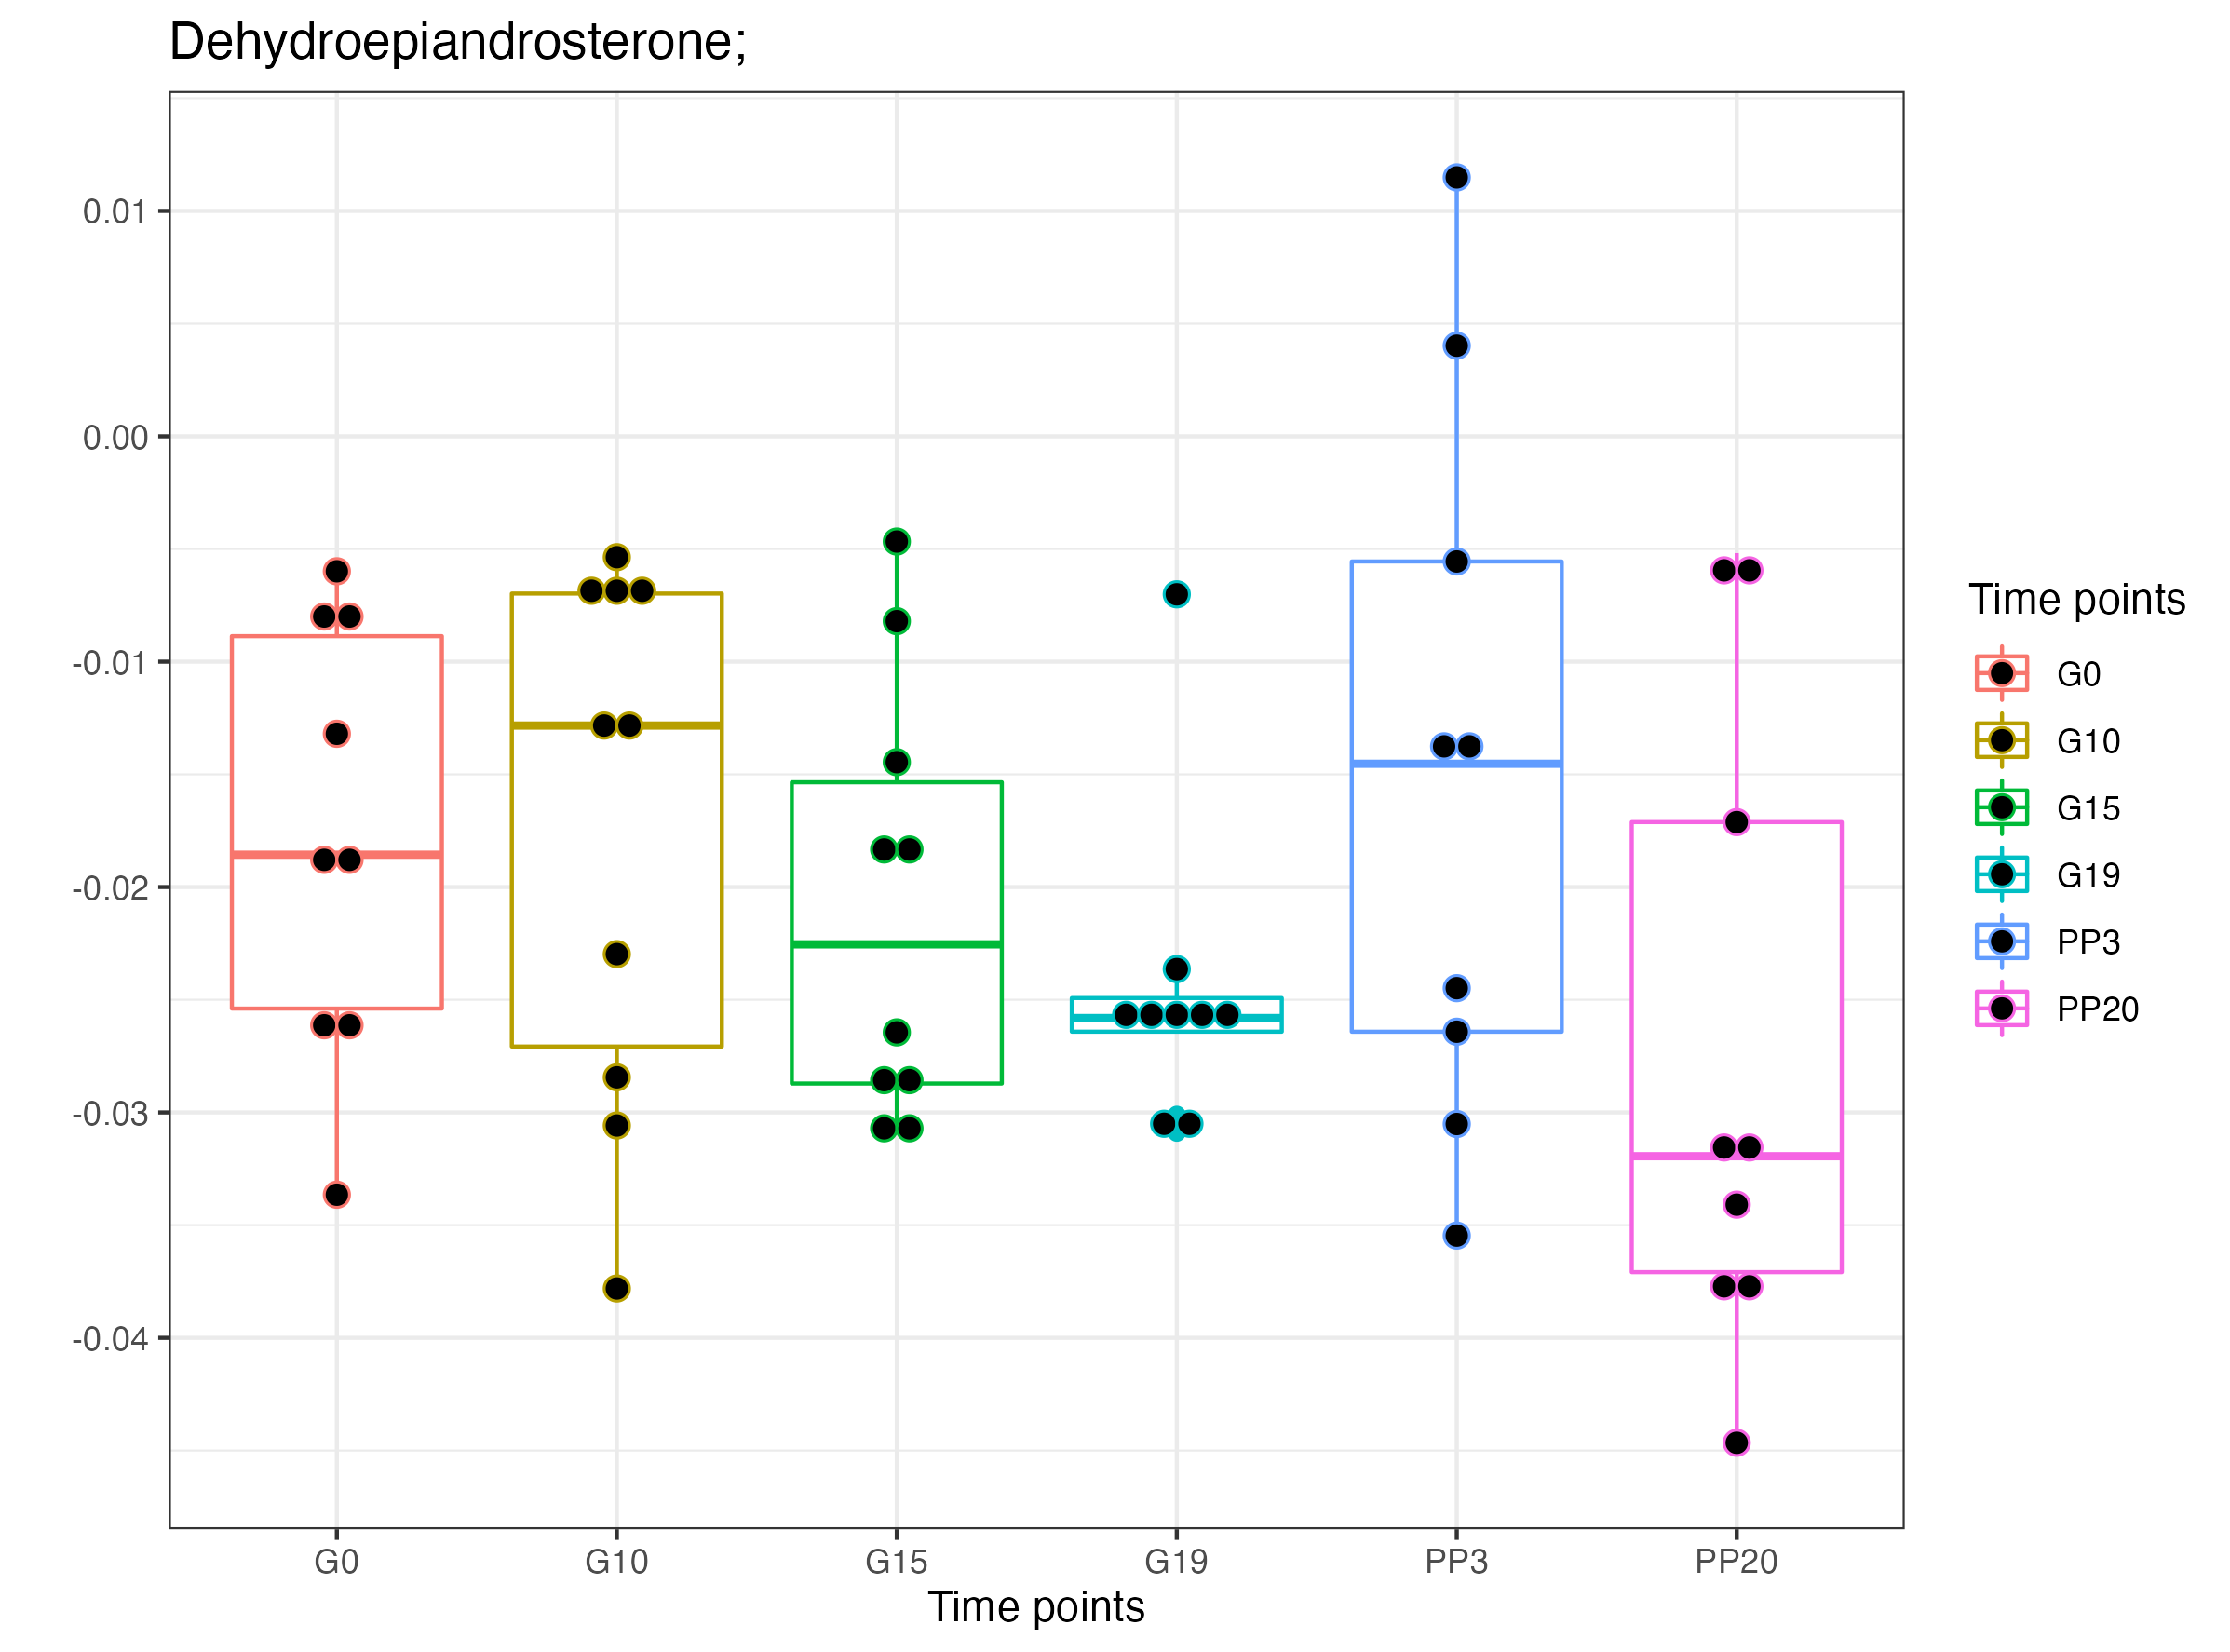 Dehydroepiandrosterone;
0.01
0.00
-0.01
-0.02
-0.03
-0.04
G0 G10 G15 G19 PP3 PP20
Time points
Time points
G0
G10
G15
G19
PP3
PP20